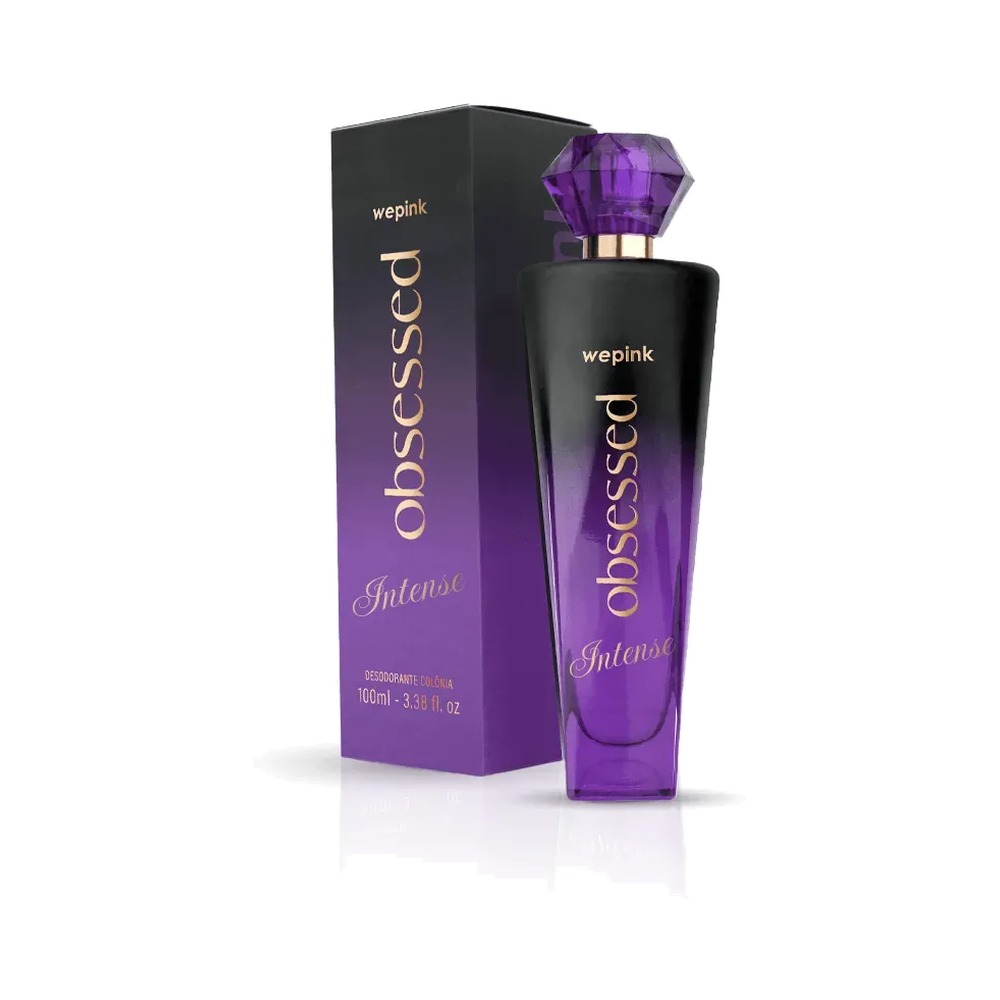 wepink
obsessed
Intense
DESODORANTE COLÔNIA
100ml - 3.38 fl. oz
wepink
obsessed
Intense